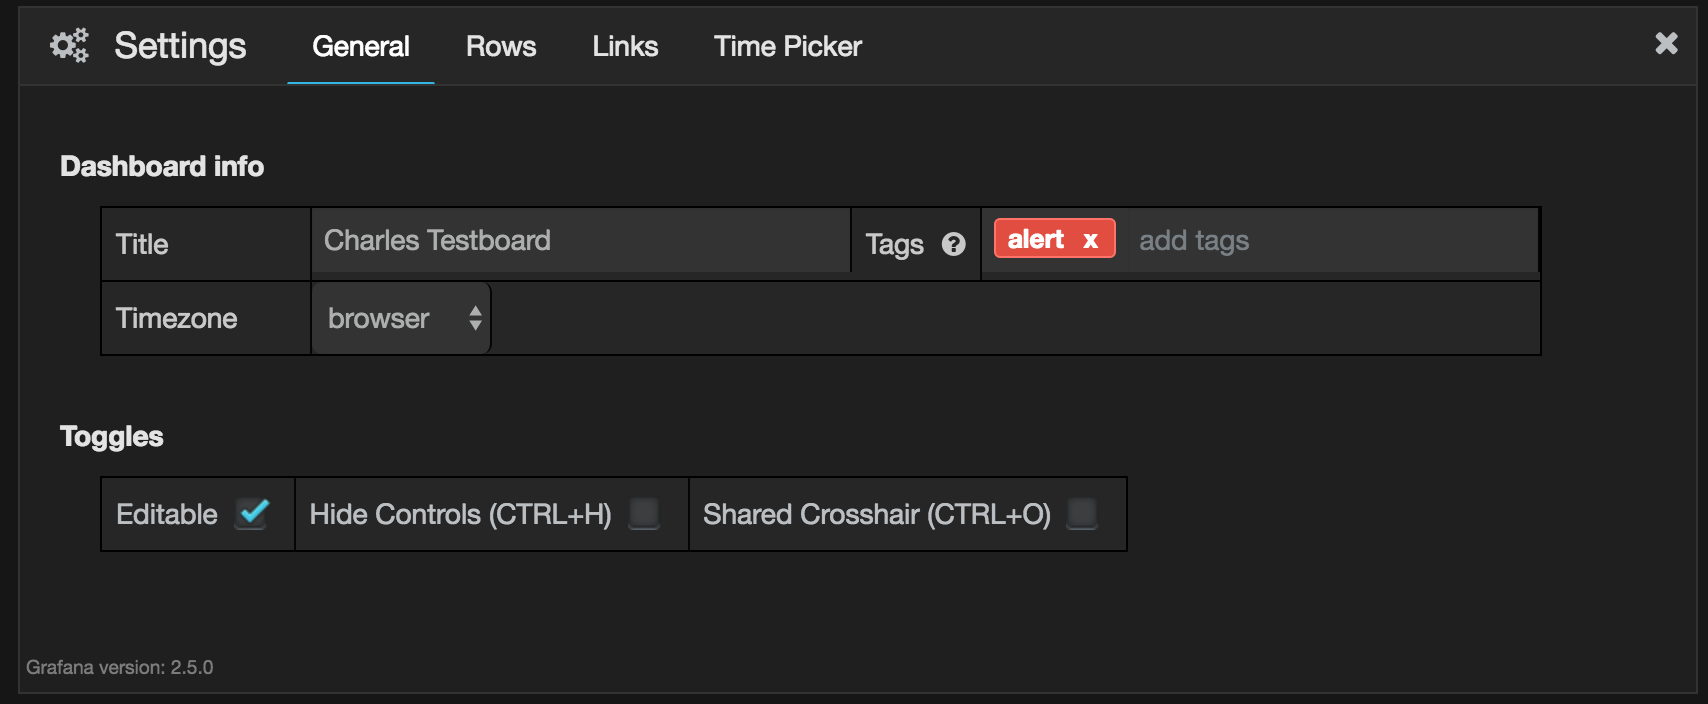 Settings General Rows Links Time Picker
Dashboard info
Title Charles Testboard Tags alert x add tags
Timezone browser
Toggles
Editable Hide Controls (CTRL+H) Shared Crosshair (CTRL+O)
Grafana version: 2.5.0